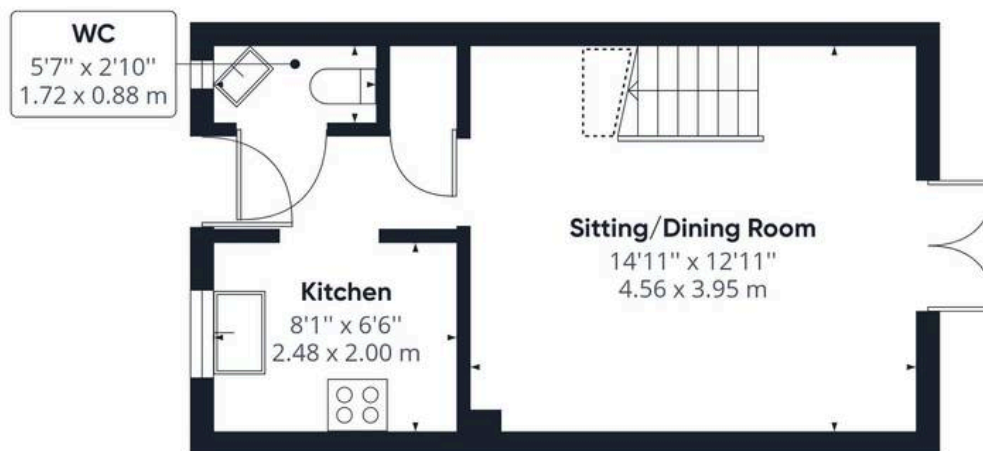 WC
5'7'' x 2'10''
1.72 x 0.88 m
Sitting/Dining Room
14'11'' x 12'11''
4.56 x 3.95 m
Kitchen
8'1'' x 6'6''
2.48 x 2.00 m